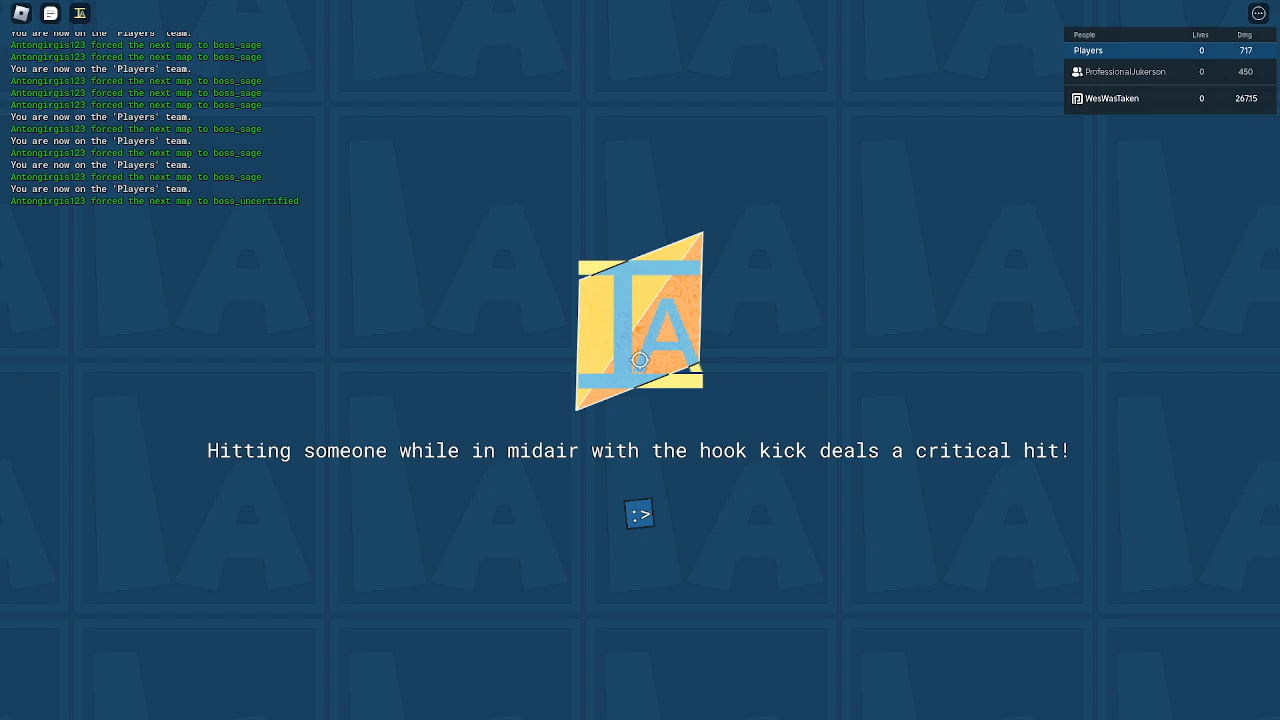 IA
You are now on the 'Players' team.
Antongirgis123 forced the next map to boss_sage
Antongirgis123 forced the next map to boss_sage
You are now on the 'Players' team.
Antongirgis123 forced the next map to boss_sage
Antongirgis123 forced the next map to boss_sage
Antongirgis123 forced the next map to boss_sage
You are now on the 'Players' team.
Antongirgis123 forced the next map to boss_sage
You are now on the 'Players' team.
Antongirgis123 forced the next map to boss_sage
You are now on the 'Players' team.
Antongirgis123 forced the next map to boss_sage
You are now on the 'Players' team.
Antongirgis123 forced the next map to boss_uncertified
People Lives Dmg
Players 0 717
ProfessionalJukerson 0 450
WesWasTaken 0 267.15
IA
Hitting someone while in midair with the hook kick deals a critical hit!
:>